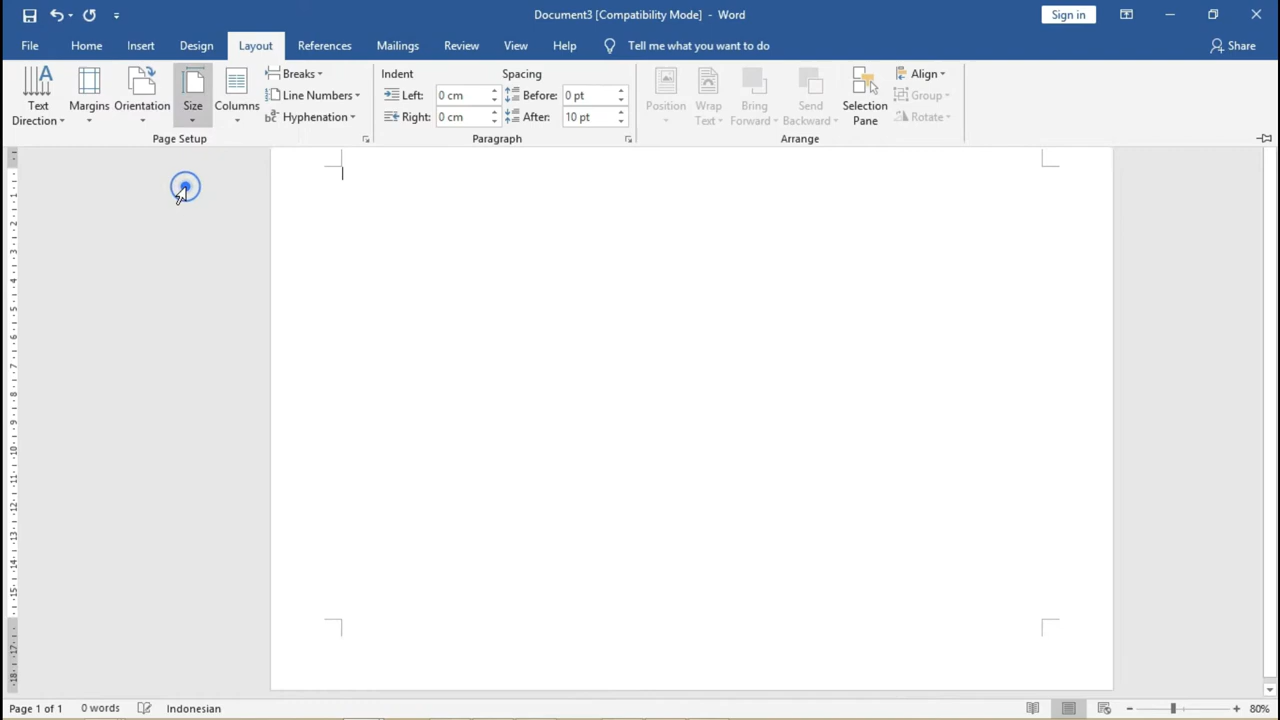 Document3 [Compatibility Mode] - Word
Sign in
File Home Insert Design Layout References Mailings Review View Help Tell me what you want to do Share
Text Direction
Margins
Orientation
Size
Columns
Breaks
Line Numbers
Hyphenation
Page Setup
Indent
Left: 0 cm
Right: 0 cm
Spacing
Before: 0 pt
After: 10 pt
Paragraph
Position
Wrap Text
Bring Forward
Send Backward
Selection Pane
Align
Group
Rotate
Arrange
Page 1 of 1 0 words Indonesian 80%